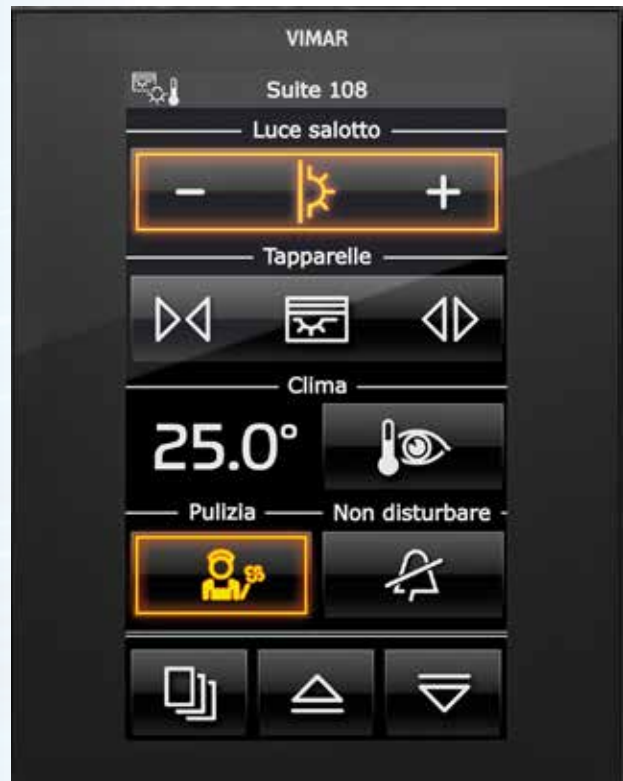 VIMAR
Suite 108
Luce salotto
− +
Tapparelle
Clima
25.0°
Pulizia Non disturbare